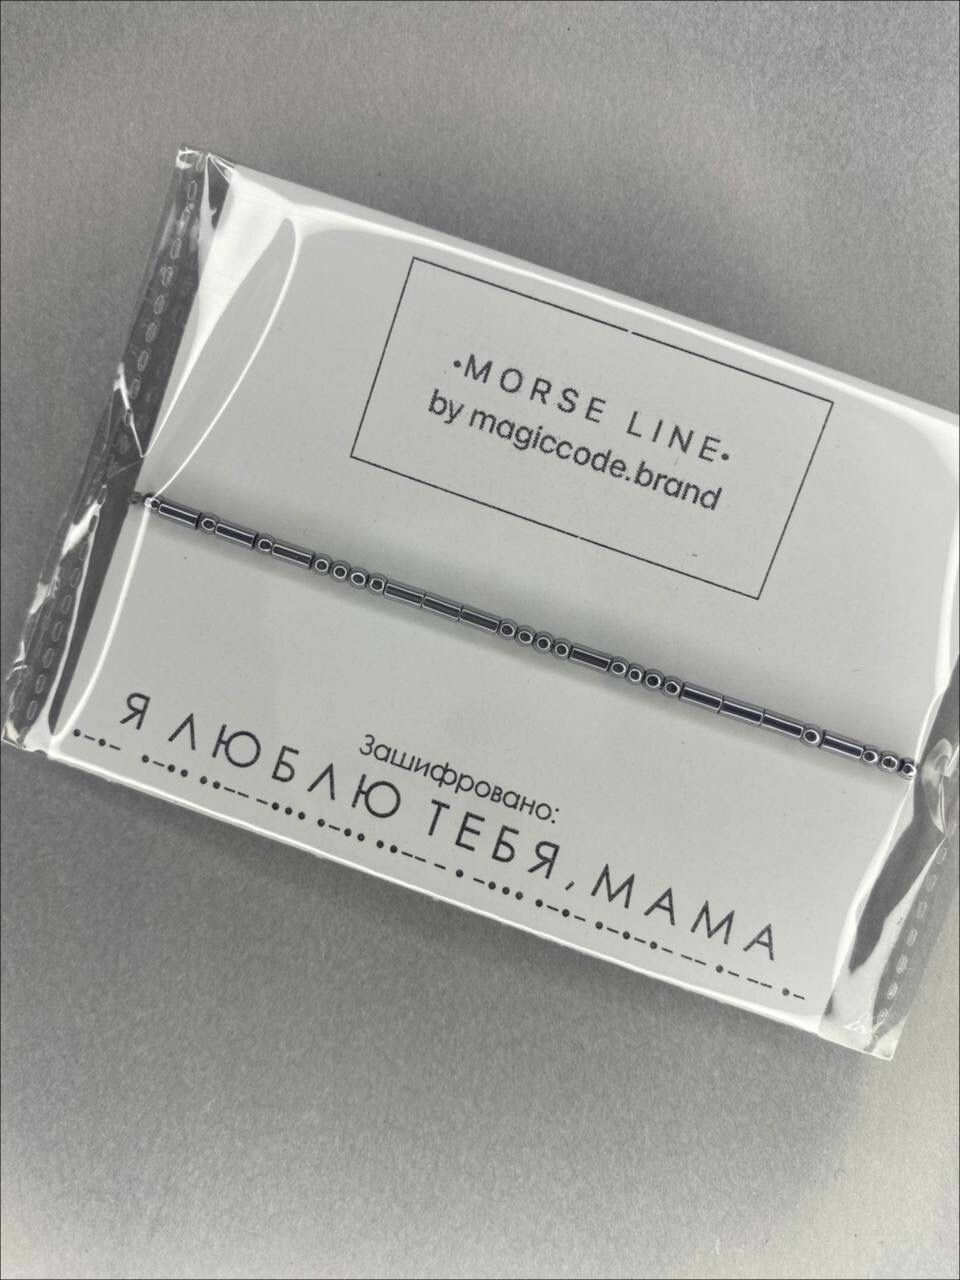 •MORSE LINE•
by magiccode.brand
Зашифровано:
Я ЛЮБЛЮ ТЕБЯ, МАМА